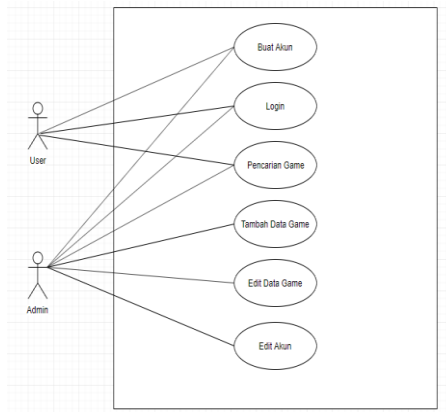 Buat Akun
Login
User
Pencarian Game
Tambah Data Game
Admin
Edit Data Game
Edit Akun